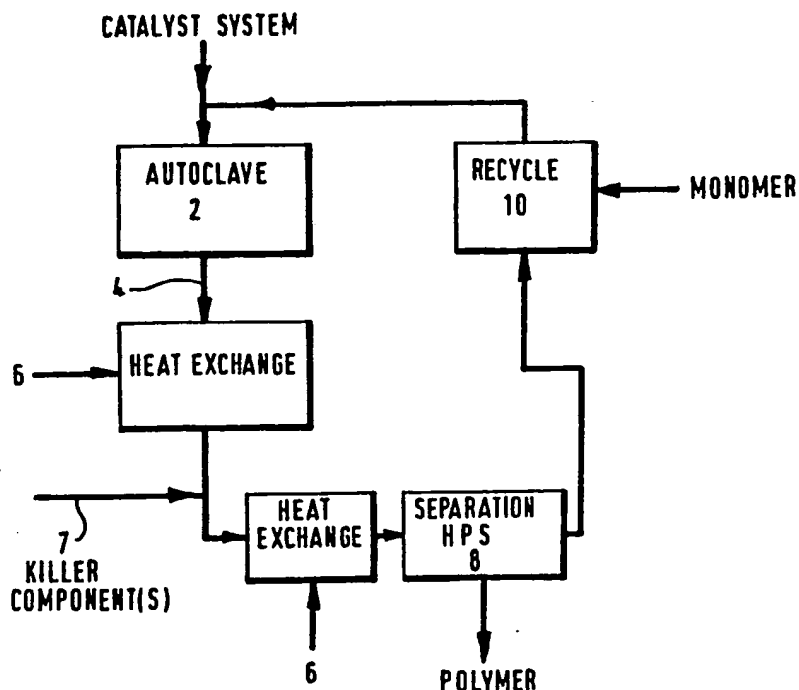 CATALYST SYSTEM
AUTOCLAVE
2
RECYCLE
10
MONOMER
4
HEAT EXCHANGE
6
7
KILLER
COMPONENT(S)
HEAT
EXCHANGE
6
SEPARATION
HPS
8
POLYMER